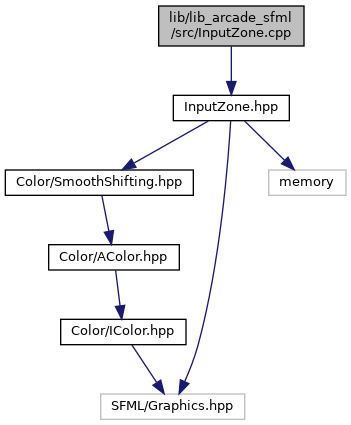 lib/lib_arcade_sfml
/src/InputZone.cpp
InputZone.hpp
Color/SmoothShifting.hpp
memory
Color/AColor.hpp
Color/IColor.hpp
SFML/Graphics.hpp